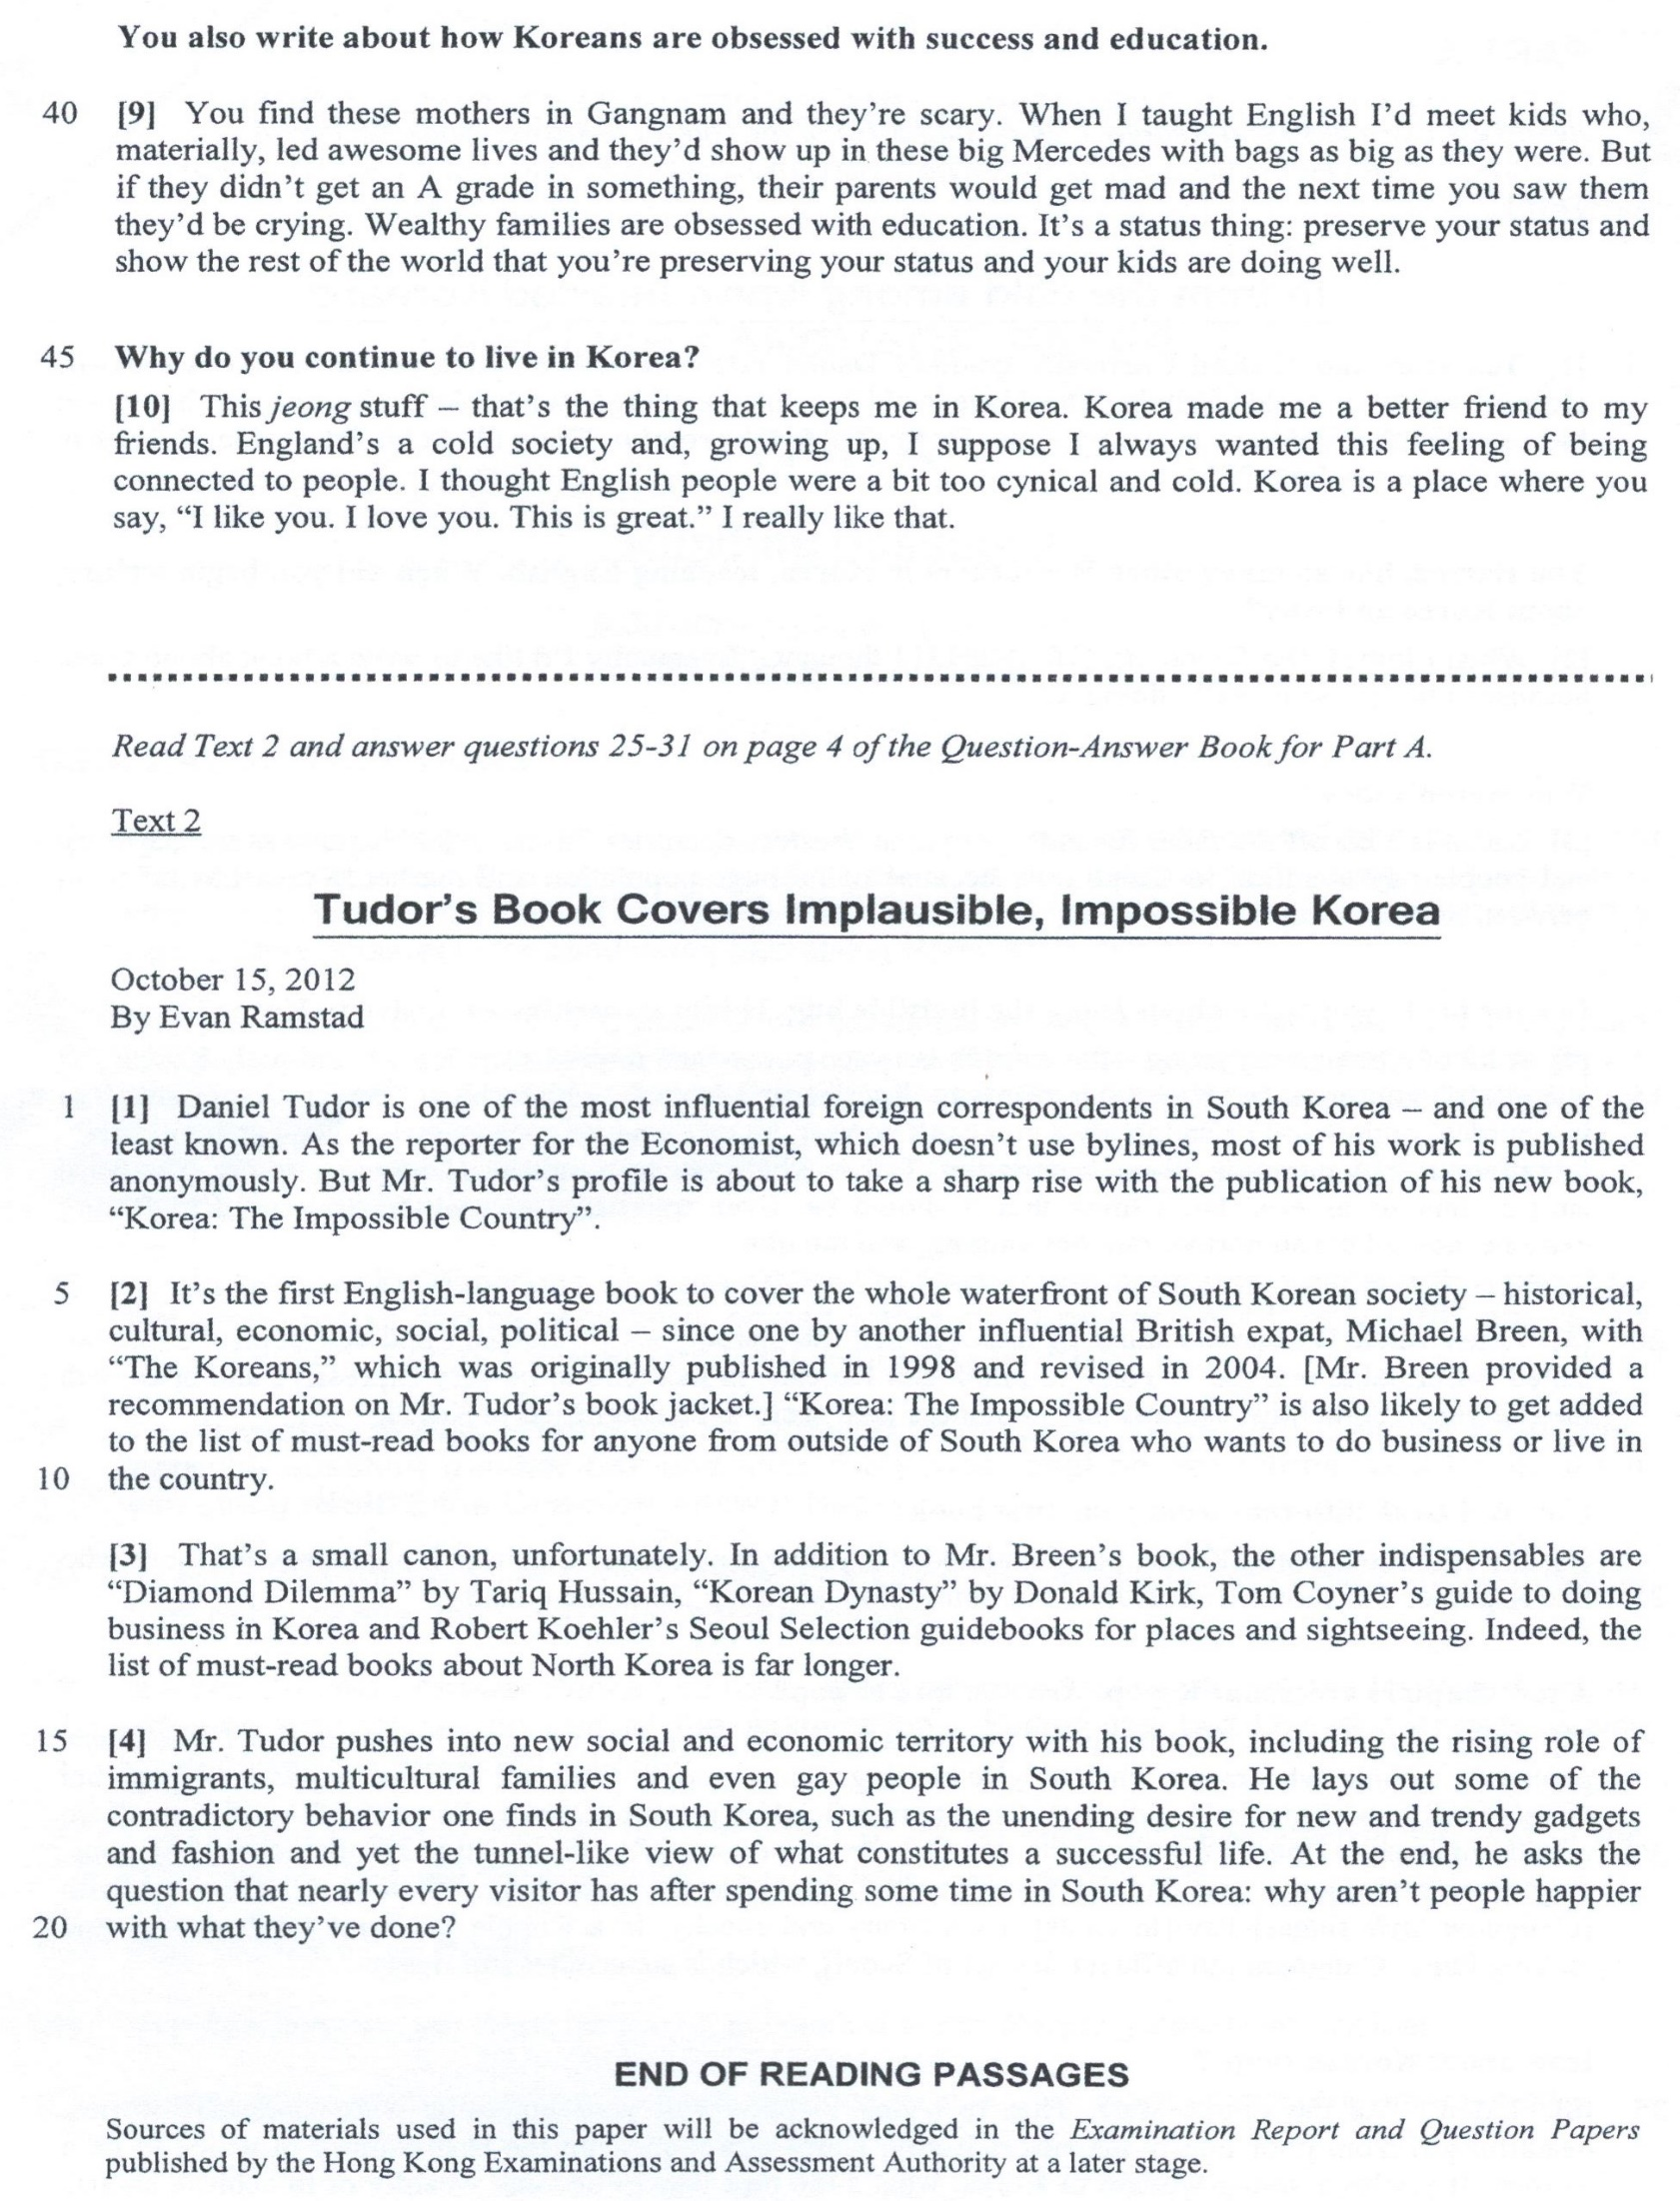 You also write about how Koreans are obsessed with success and education.
40 [9] You find these mothers in Gangnam and they're scary. When I taught English I'd meet kids who,
materially, led awesome lives and they'd show up in these big Mercedes with bags as big as they were. But
if they didn't get an A grade in something, their parents would get mad and the next time you saw them
they'd be crying. Wealthy families are obsessed with education. It's a status thing: preserve your status and
show the rest of the world that you're preserving your status and your kids are doing well.
45 Why do you continue to live in Korea?
[10] This jeong stuff – that's the thing that keeps me in Korea. Korea made me a better friend to my
friends. England's a cold society and, growing up, I suppose I always wanted this feeling of being
connected to people. I thought English people were a bit too cynical and cold. Korea is a place where you
say, “I like you. I love you. This is great.” I really like that.
Read Text 2 and answer questions 25-31 on page 4 of the Question-Answer Book for Part A.
Text 2
Tudor's Book Covers Implausible, Impossible Korea
October 15, 2012
By Evan Ramstad
1 [1] Daniel Tudor is one of the most influential foreign correspondents in South Korea – and one of the
least known. As the reporter for the Economist, which doesn't use bylines, most of his work is published
anonymously. But Mr. Tudor's profile is about to take a sharp rise with the publication of his new book,
“Korea: The Impossible Country”.
5 [2] It's the first English-language book to cover the whole waterfront of South Korean society – historical,
cultural, economic, social, political – since one by another influential British expat, Michael Breen, with
“The Koreans,” which was originally published in 1998 and revised in 2004. [Mr. Breen provided a
recommendation on Mr. Tudor's book jacket.] “Korea: The Impossible Country” is also likely to get added
to the list of must-read books for anyone from outside of South Korea who wants to do business or live in
10 the country.
[3] That's a small canon, unfortunately. In addition to Mr. Breen's book, the other indispensables are
“Diamond Dilemma” by Tariq Hussain, “Korean Dynasty” by Donald Kirk, Tom Coyner's guide to doing
business in Korea and Robert Koehler's Seoul Selection guidebooks for places and sightseeing. Indeed, the
list of must-read books about North Korea is far longer.
15 [4] Mr. Tudor pushes into new social and economic territory with his book, including the rising role of
immigrants, multicultural families and even gay people in South Korea. He lays out some of the
contradictory behavior one finds in South Korea, such as the unending desire for new and trendy gadgets
and fashion and yet the tunnel-like view of what constitutes a successful life. At the end, he asks the
question that nearly every visitor has after spending some time in South Korea: why aren't people happier
20 with what they've done?
END OF READING PASSAGES
Sources of materials used in this paper will be acknowledged in the Examination Report and Question Papers
published by the Hong Kong Examinations and Assessment Authority at a later stage.